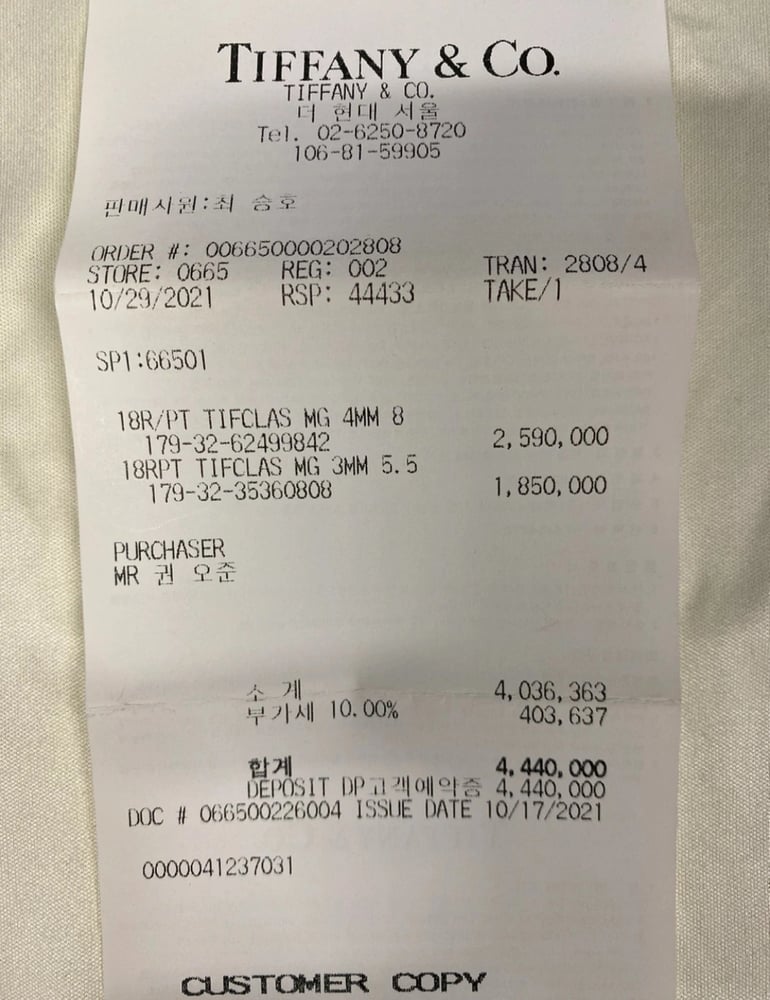 TIFFANY & CO.
TIFFANY & CO.
더 현대 서울
Tel. 02-6250-8720
106-81-59905
판매사원:최 승호
ORDER #: 006650000202808
STORE: 0665 REG: 002 TRAN: 2808/4
10/29/2021 RSP: 44433 TAKE/1
SP1:66501
18R/PT TIFCLAS MG 4MM 8
179-32-62499842 2,590,000
18RPT TIFCLAS MG 3MM 5.5
179-32-35360808 1,850,000
PURCHASER
MR 권 오준
소 계 4,036,363
부가세 10.00% 403,637
합계 4,440,000
DEPOSIT DP고객예약증 4,440,000
DOC # 066500226004 ISSUE DATE 10/17/2021
0000041237031
CUSTOMER COPY